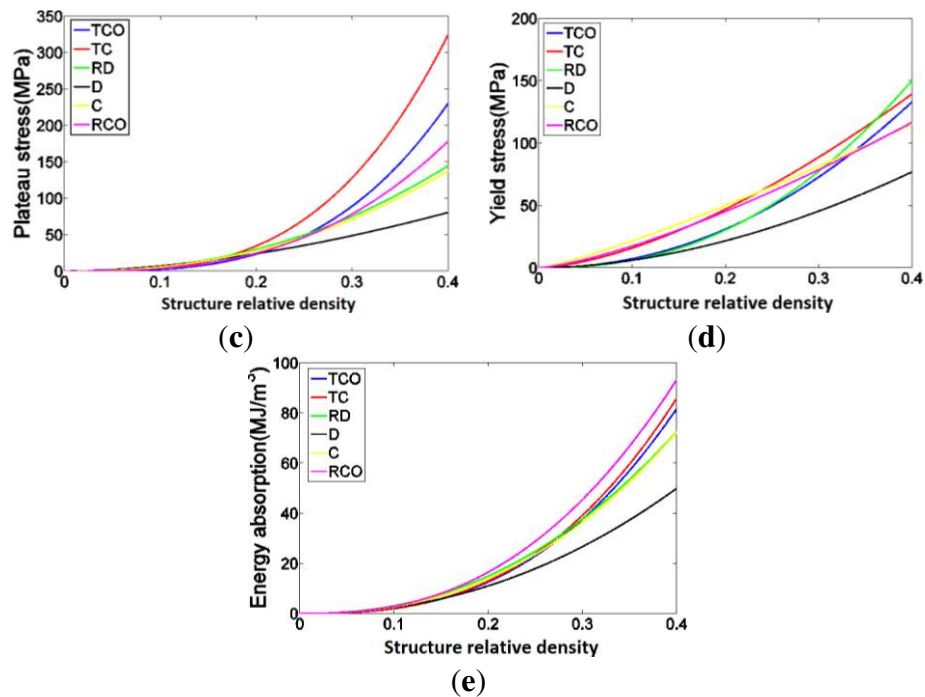 Plateau stress(MPa)
350
300
250
200
150
100
50
0
TCO
TC
RD
D
C
RCO
0 0.1 0.2 0.3 0.4
Structure relative density
(c)
Yield stress(MPa)
200
150
100
50
0
TCO
TC
RD
D
C
RCO
0 0.1 0.2 0.3 0.4
Structure relative density
(d)
Energy absorption(MJ/m³)
100
80
60
40
20
0
TCO
TC
RD
D
C
RCO
0 0.1 0.2 0.3 0.4
Structure relative density
(e)